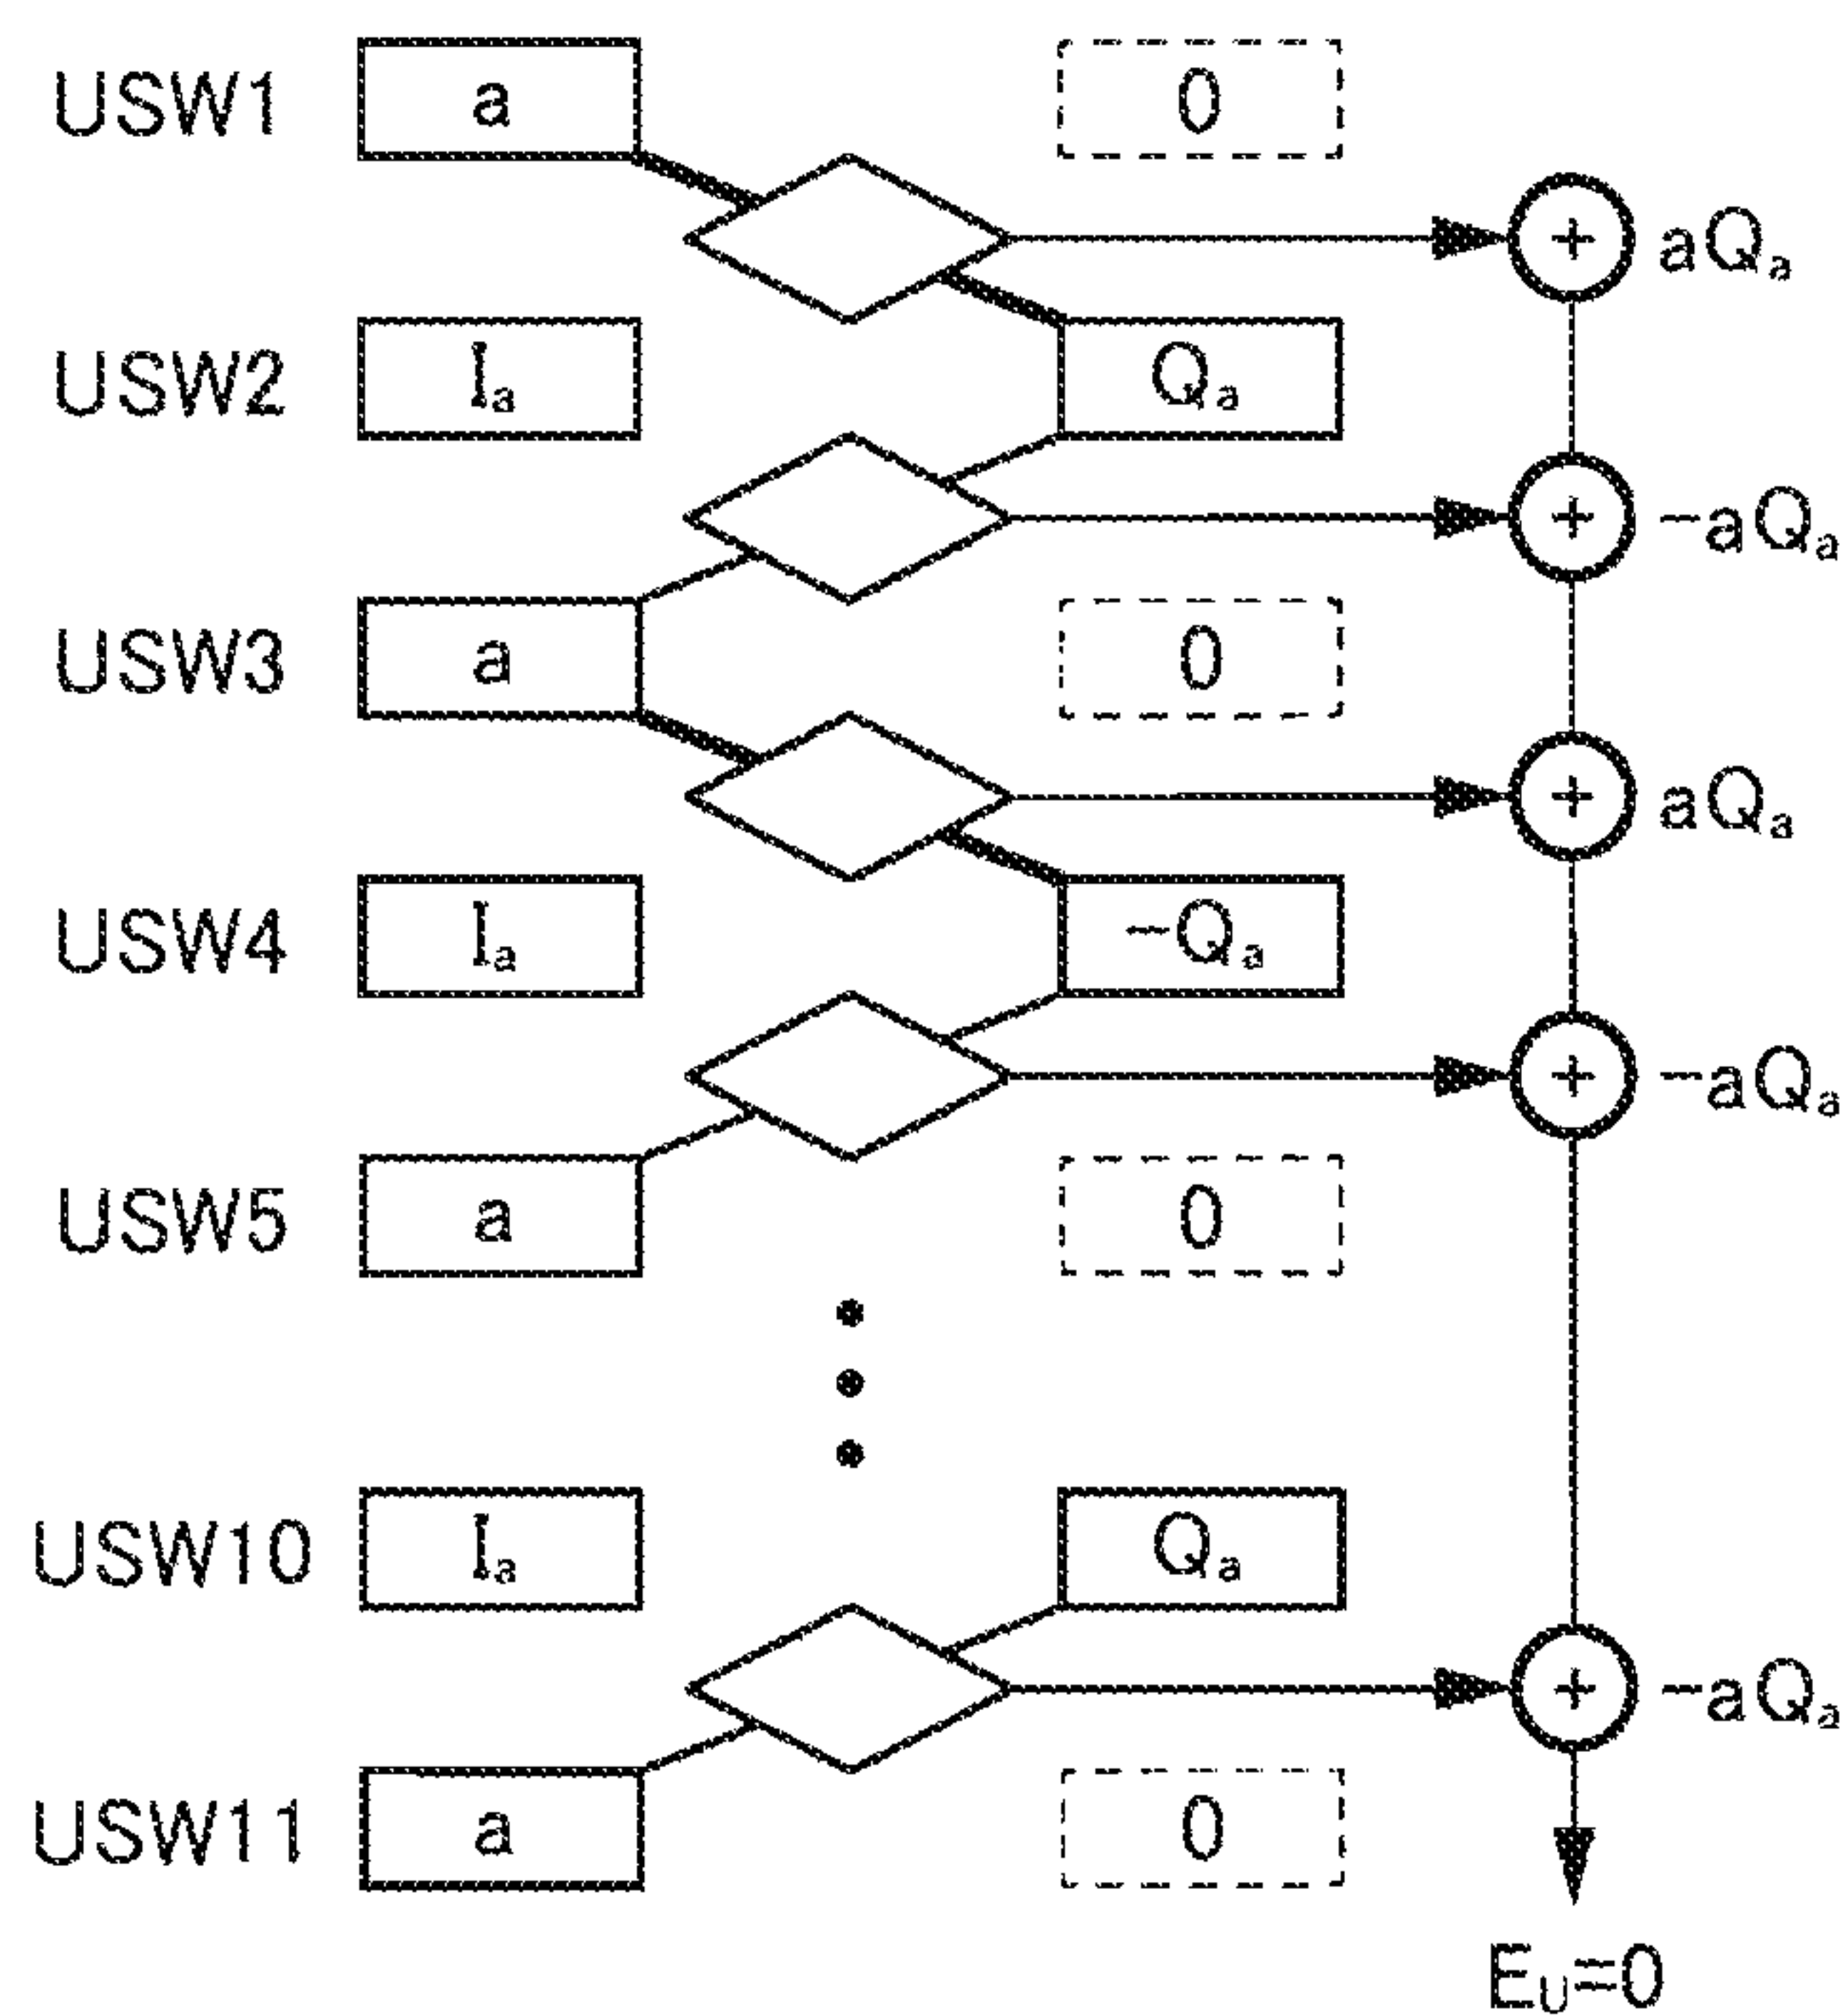 USW1 a 0
+ aQₐ
USW2 Iₐ Qₐ
+ -aQₐ
USW3 a 0
+ aQₐ
USW4 Iₐ -Qₐ
+ -aQₐ
USW5 a 0
USW10 Iₐ Qₐ
+ -aQₐ
USW11 a 0
E_U=0